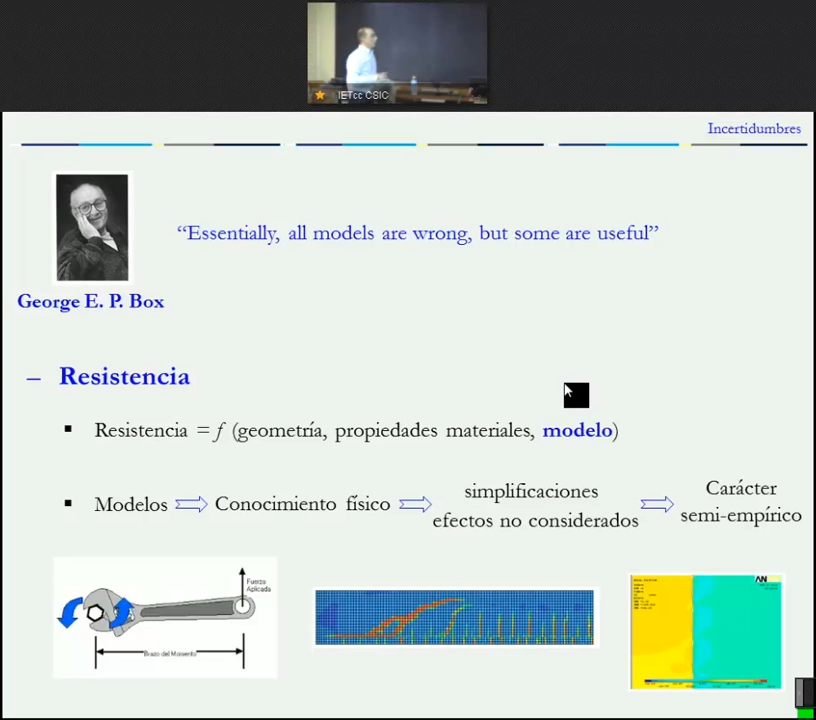 IETcc CSIC
Incertidumbres
“Essentially, all models are wrong, but some are useful”
George E. P. Box
– Resistencia
▪ Resistencia = f (geometría, propiedades materiales, modelo)
▪ Modelos
Conocimiento físico
simplificaciones
efectos no considerados
Carácter
semi-empírico
Fuerza
Aplicada
Brazo del Momento
AN